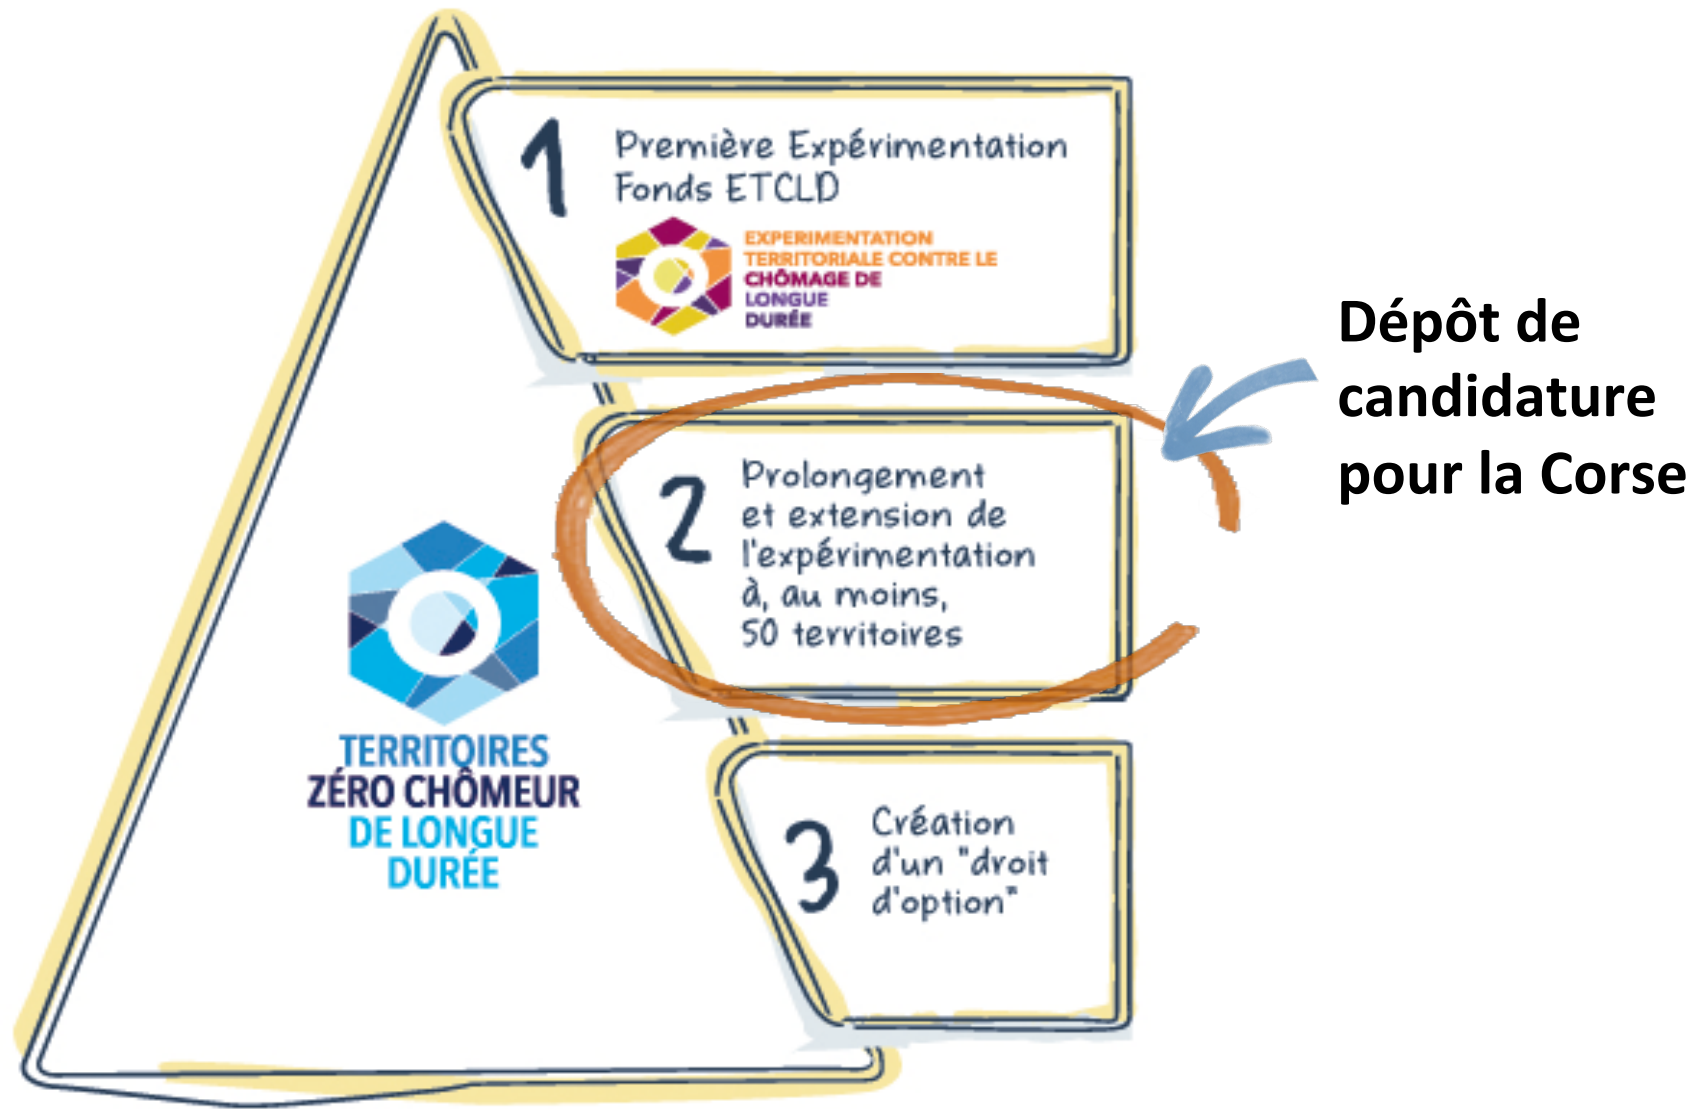 1
Première Expérimentation
Fonds ETCLD
EXPERIMENTATION
TERRITORIALE CONTRE LE
CHÔMAGE DE
LONGUE
DURÉE
Dépôt de
candidature
pour la Corse
2
Prolongement
et extension de
l'expérimentation
à, au moins,
50 territoires
TERRITOIRES
ZÉRO CHÔMEUR
DE LONGUE
DURÉE
3
Création
d'un "droit
d'option"